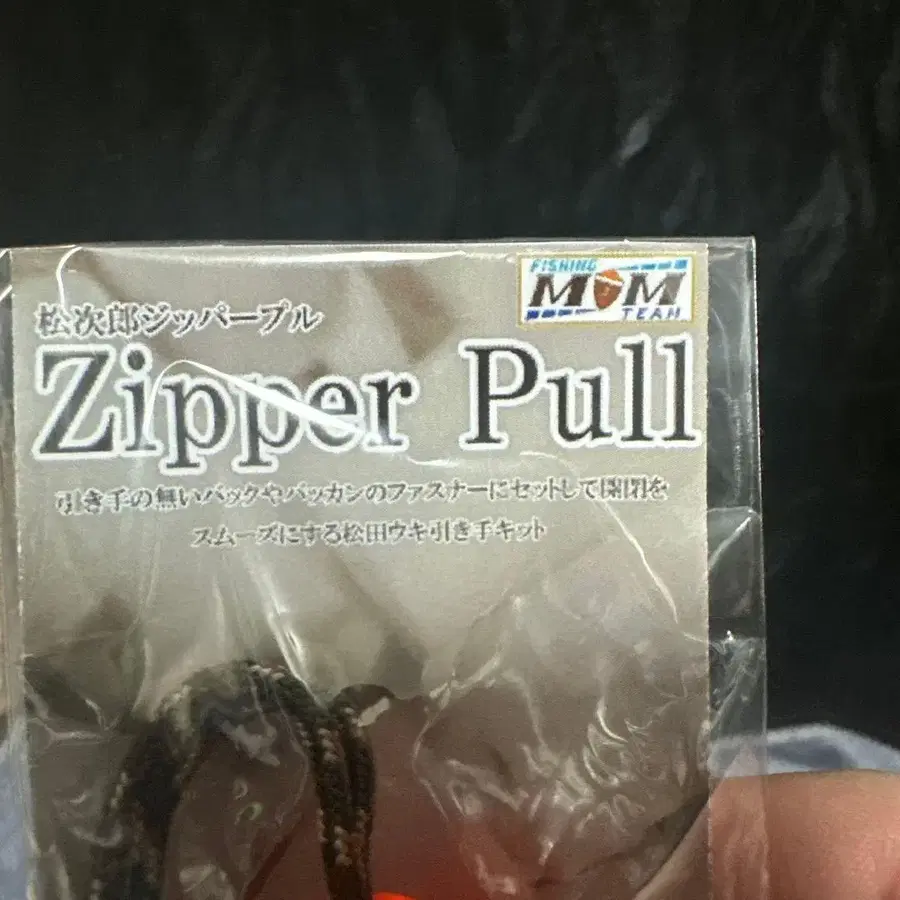 FISHING
M M
TEAM
松次郎ジッパープル
Zipper Pull
引き手の無いバックやバッカンのファスナーにセットして開閉を
スムーズにする松田ウキ引き手キット